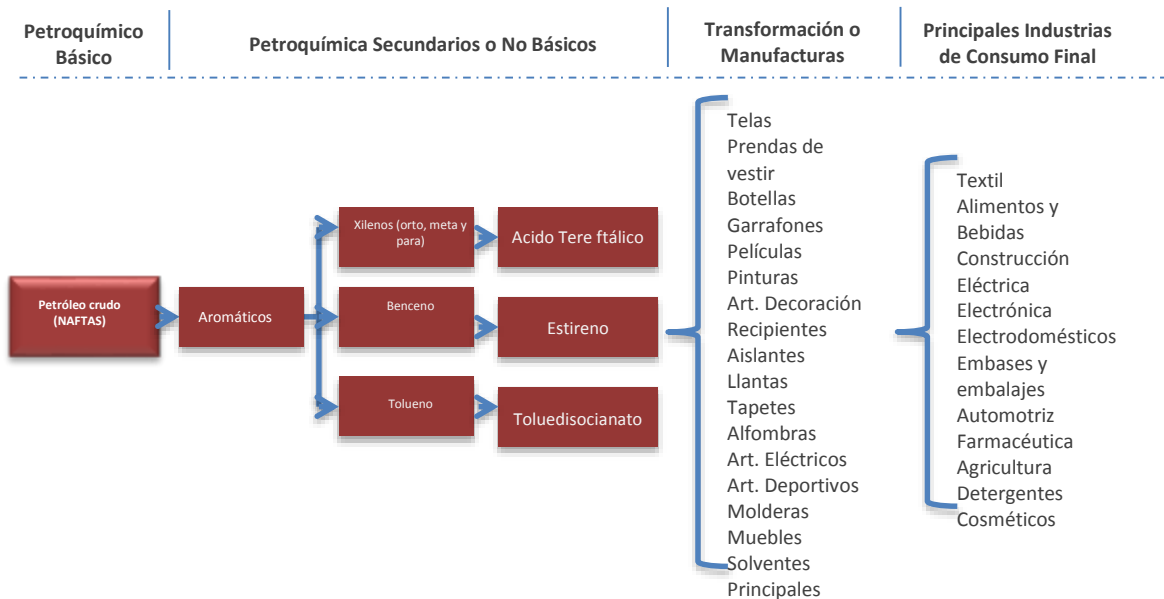 Petroquímico
Básico
Petroquímica Secundarios o No Básicos
Transformación o
Manufacturas
Principales Industrias
de Consumo Final
Petróleo crudo
(NAFTAS)
Aromáticos
Xilenos (orto, meta y
para)
Acido Tere ftálico
Benceno
Estireno
Tolueno
Toluedisocianato
Telas
Prendas de
vestir
Botellas
Garrafones
Películas
Pinturas
Art. Decoración
Recipientes
Aislantes
Llantas
Tapetes
Alfombras
Art. Eléctricos
Art. Deportivos
Molderas
Muebles
Solventes
Principales
Textil
Alimentos y
Bebidas
Construcción
Eléctrica
Electrónica
Electrodomésticos
Embases y
embalajes
Automotriz
Farmacéutica
Agricultura
Detergentes
Cosméticos